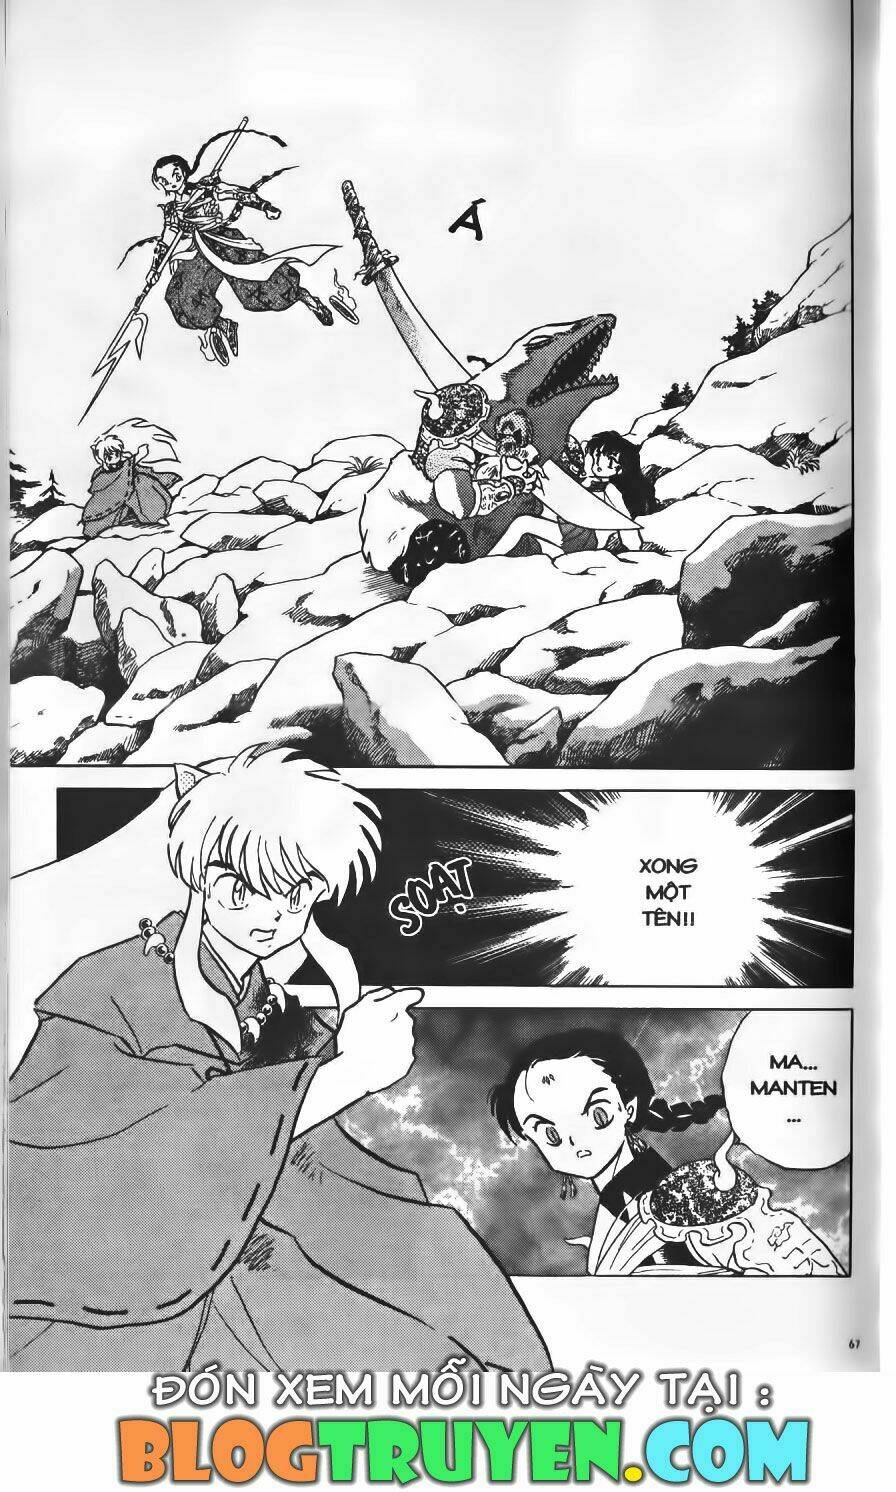 Á
XONG
MỘT
TÊN!!
SOẠT
MA...
MANTEN
...
67
ĐÓN XEM MỖI NGÀY TẠI :
BLOGTRUYEN.COM